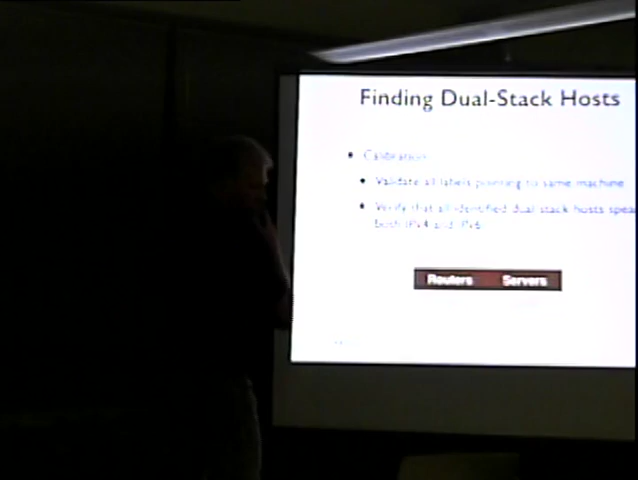 Finding Dual-Stack Hosts
• Calibration
• Validate all labels pointing to same machine
• Verify that all identified dual stack hosts spea
both IPv4 and IPv6
Routers Servers